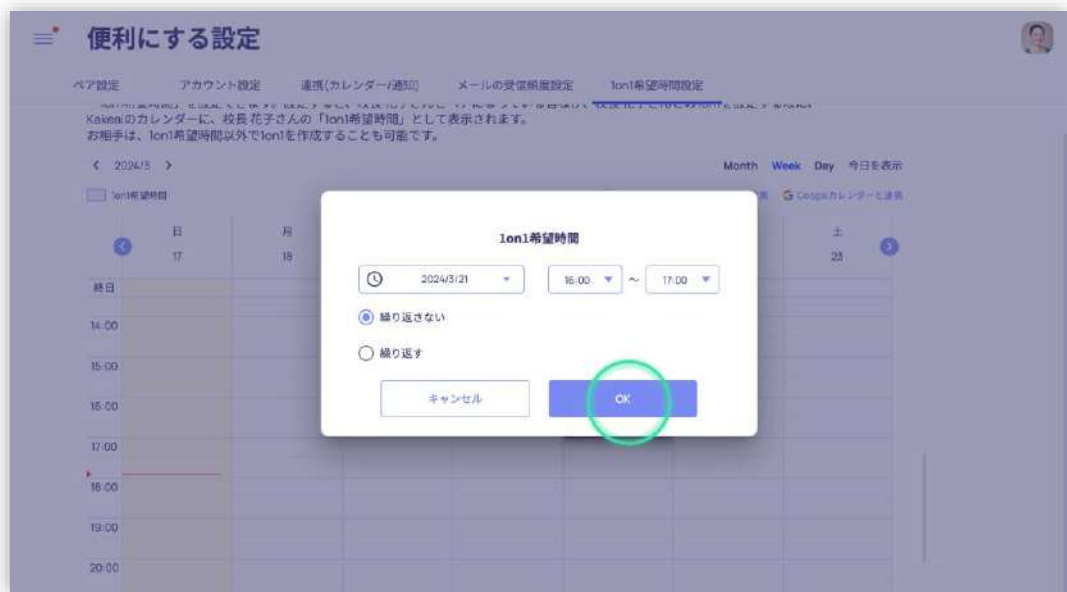 便利にする設定
ペア設定
アカウント設定
連携(カレンダー/通知)
メールの受信頻度設定
1on1希望時間設定
Kakeaiのカレンダーに、校長 花子さんの「1on1希望時間」として表示されます。
お相手は、1on1希望時間以外で1on1を作成することも可能です。
2024/3
Month Week Day 今日を表示
1on1希望時間
Googleカレンダーと連携
日
17
月
18
土
23
1on1希望時間
2024/3/21
16:00 ～ 17:00
繰り返さない
繰り返す
キャンセル
OK
終日
14:00
15:00
16:00
17:00
18:00
19:00
20:00